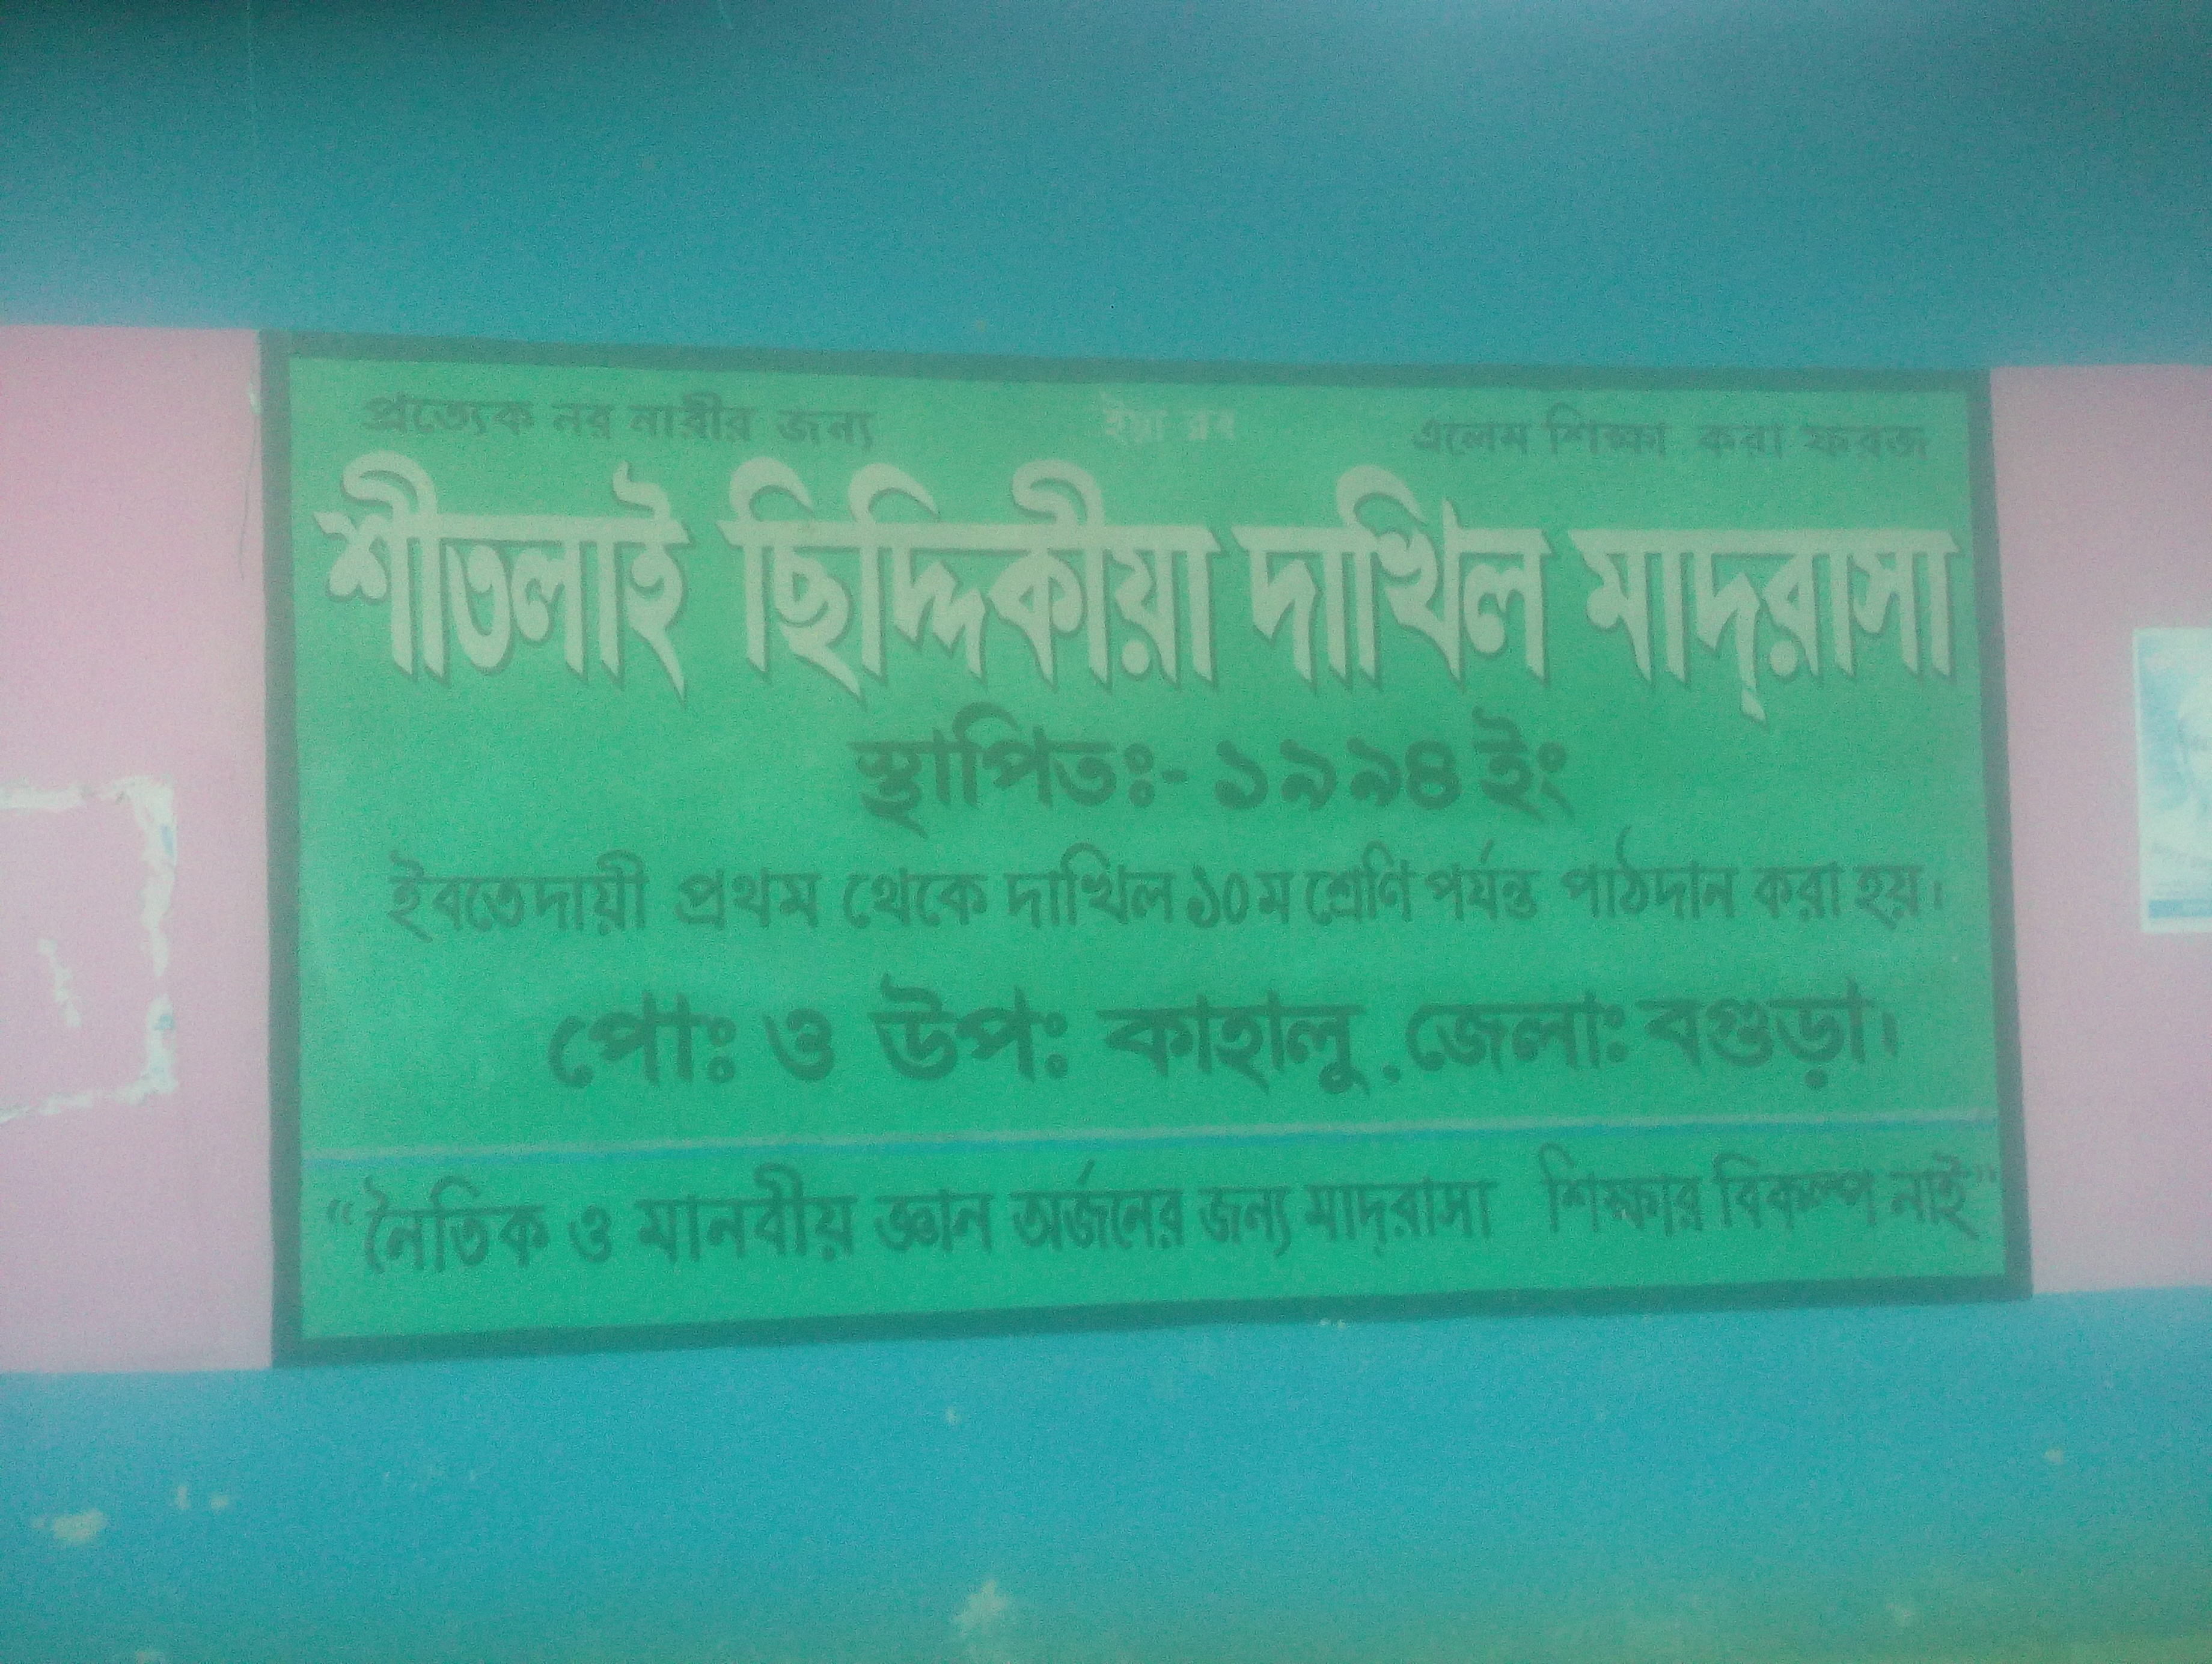 প্রত্যেক নর নারীর জন্য ইয়া রব এলেম শিক্ষা করা ফরজ
শীতলাই ছিদ্দিকীয়া দাখিল মাদ্‌রাসা
স্থাপিতঃ- ১৯৯৪ ইং
ইবতেদায়ী প্রথম থেকে দাখিল ১০ম শ্রেণি পর্যন্ত পাঠদান করা হয়।
পোঃ ও উপ: কাহালু.জেলা: বগুড়া।
“নৈতিক ও মানবীয় জ্ঞান অর্জনের জন্য মাদ্‌রাসা শিক্ষার বিকল্প নাই”